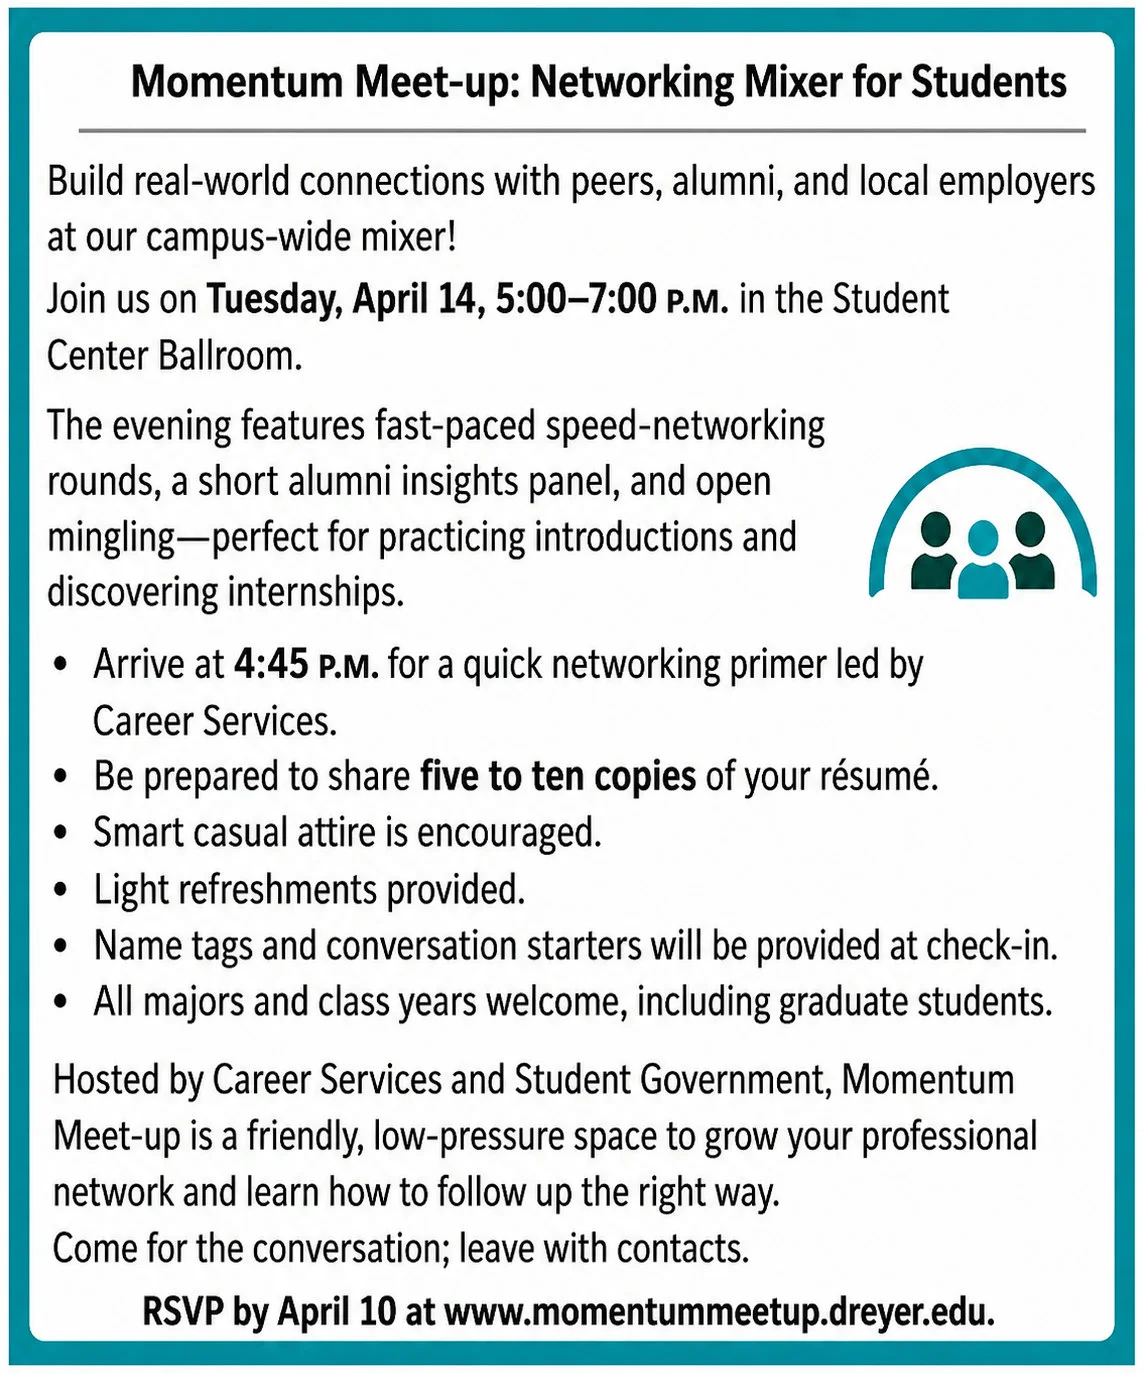 Momentum Meet-up: Networking Mixer for Students
Build real-world connections with peers, alumni, and local employers
at our campus-wide mixer!
Join us on Tuesday, April 14, 5:00–7:00 P.M. in the Student
Center Ballroom.
The evening features fast-paced speed-networking
rounds, a short alumni insights panel, and open
mingling—perfect for practicing introductions and
discovering internships.
• Arrive at 4:45 P.M. for a quick networking primer led by
Career Services.
• Be prepared to share five to ten copies of your résumé.
• Smart casual attire is encouraged.
• Light refreshments provided.
• Name tags and conversation starters will be provided at check-in.
• All majors and class years welcome, including graduate students.
Hosted by Career Services and Student Government, Momentum
Meet-up is a friendly, low-pressure space to grow your professional
network and learn how to follow up the right way.
Come for the conversation; leave with contacts.
RSVP by April 10 at www.momentummeetup.dreyer.edu.